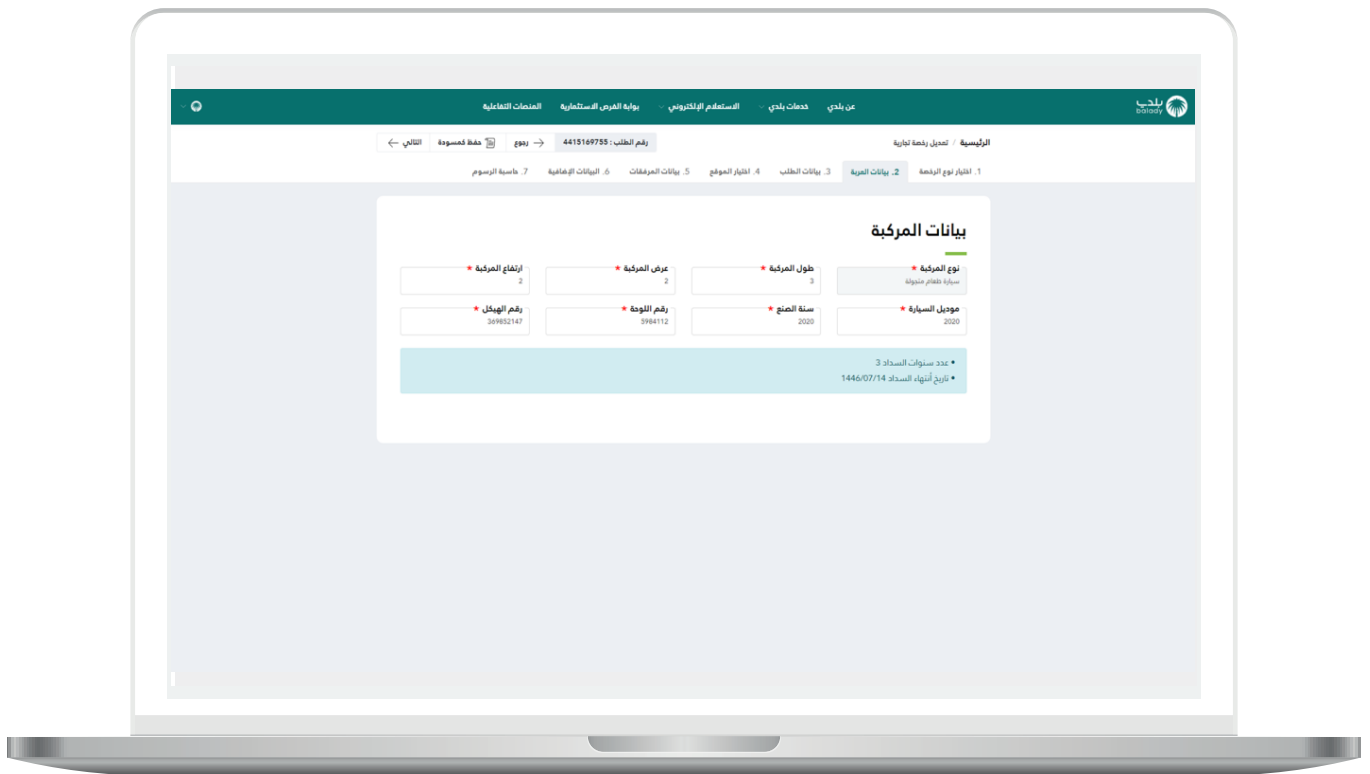 بلدي
balady
عن بلدي
خدمات بلدي
الاستعلام الإلكتروني
بوابة الفرص الاستثمارية
المنصات التفاعلية
الرئيسية / تعديل رخصة تجارية
رقم الطلب : 4415169755
رجوع
حفظ كمسودة
التالي
1. اختيار نوع الرخصة
2. بيانات العربة
3. بيانات الطلب
4. اختيار الموقع
5. بيانات المرفقات
6. البيانات الإضافية
7. حاسبة الرسوم
بيانات المركبة
نوع المركبة *
سيارة طعام متجولة
طول المركبة *
3
عرض المركبة *
2
ارتفاع المركبة *
2
موديل السيارة *
2020
سنة الصنع *
2020
رقم اللوحة *
5984112
رقم الهيكل *
369852147
• عدد سنوات السداد 3
• تاريخ أنتهاء السداد 1446/07/14